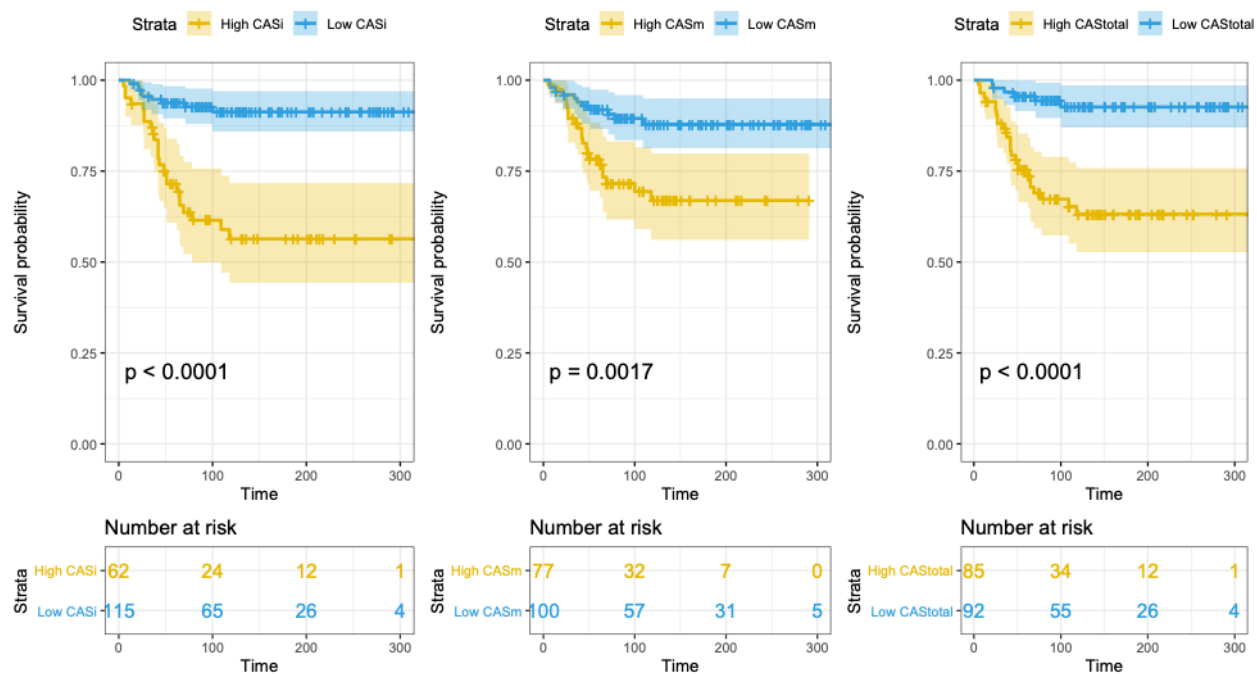 Strata High CASi Low CASi
Survival probability
1.00
0.75
0.50
0.25
0.00
p < 0.0001
0 100 200 300
Time
Number at risk
Strata
High CASi 62 24 12 1
Low CASi 115 65 26 4
0 100 200 300
Time
Strata High CASm Low CASm
Survival probability
1.00
0.75
0.50
0.25
0.00
p = 0.0017
0 100 200 300
Time
Number at risk
Strata
High CASm 77 32 7 0
Low CASm 100 57 31 5
0 100 200 300
Time
Strata High CAStotal Low CAStotal
Survival probability
1.00
0.75
0.50
0.25
0.00
p < 0.0001
0 100 200 300
Time
Number at risk
Strata
High CAStotal 85 34 12 1
Low CAStotal 92 55 26 4
0 100 200 300
Time